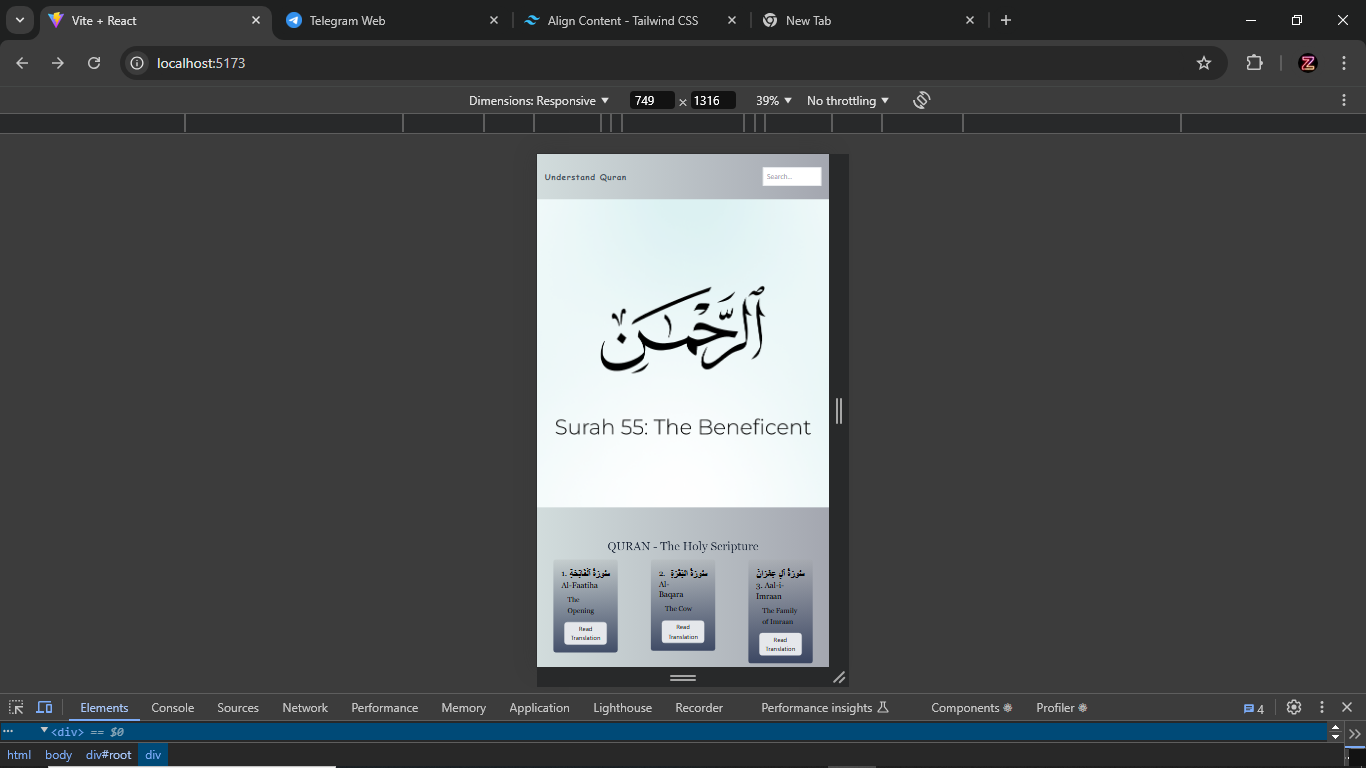 Vite + React
Telegram Web
Align Content - Tailwind CSS
New Tab
localhost:5173
Z
Dimensions: Responsive
749 × 1316
39%
No throttling
Understand Quran
Search...
ٱلرَّحْمَـٰنِ
Surah 55: The Beneficent
QURAN - The Holy Scripture
1. سُورَةُ ٱلْفَاتِحَةِ
Al-Faatiha
The
Opening
Read
Translation
2. سُورَةُ البَقَرَةِ
Al-
Baqara
The Cow
Read
Translation
سُورَةُ آلِ عِمۡرَانَ
3. Aal-i-
Imraan
The Family
of Imraan
Read
Translation
Elements
Console
Sources
Network
Performance
Memory
Application
Lighthouse
Recorder
Performance insights
Components
Profiler
4
<div> == $0
html body div#root div